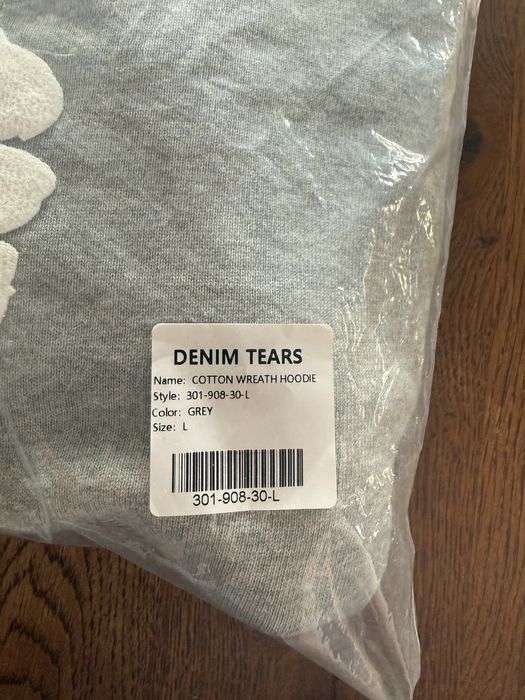 DENIM TEARS
Name: COTTON WREATH HOODIE
Style: 301-908-30-L
Color: GREY
Size: L
301-908-30-L